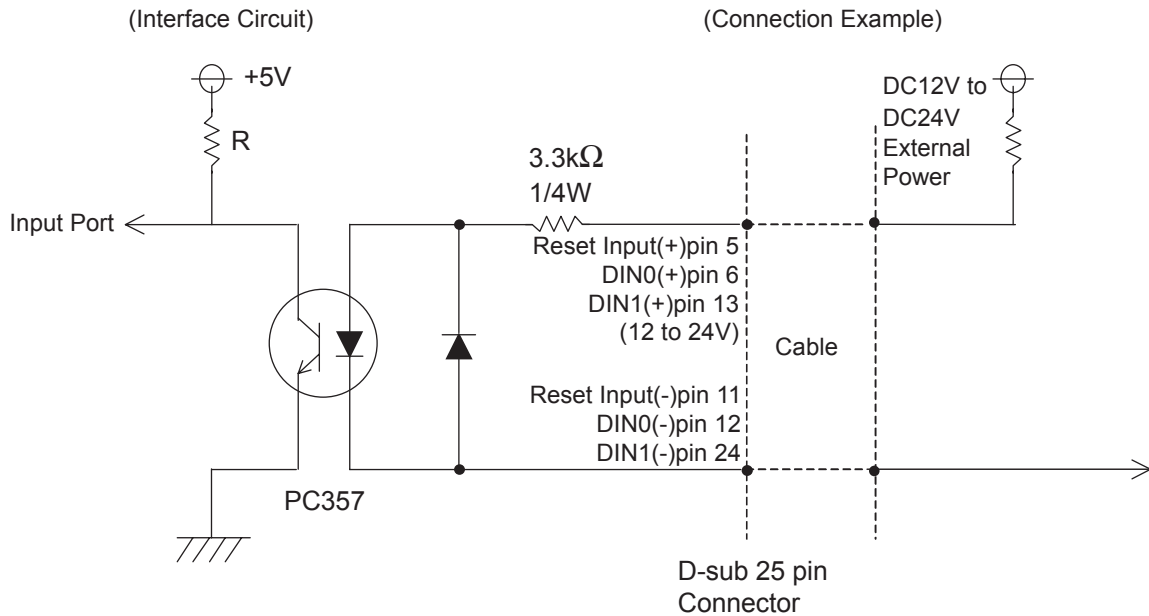 (Interface Circuit)
(Connection Example)
+5V
R
Input Port
PC357
3.3kΩ
1/4W
Reset Input(+)pin 5
DIN0(+)pin 6
DIN1(+)pin 13
(12 to 24V)
Reset Input(-)pin 11
DIN0(-)pin 12
DIN1(-)pin 24
Cable
DC12V to
DC24V
External
Power
D-sub 25 pin
Connector